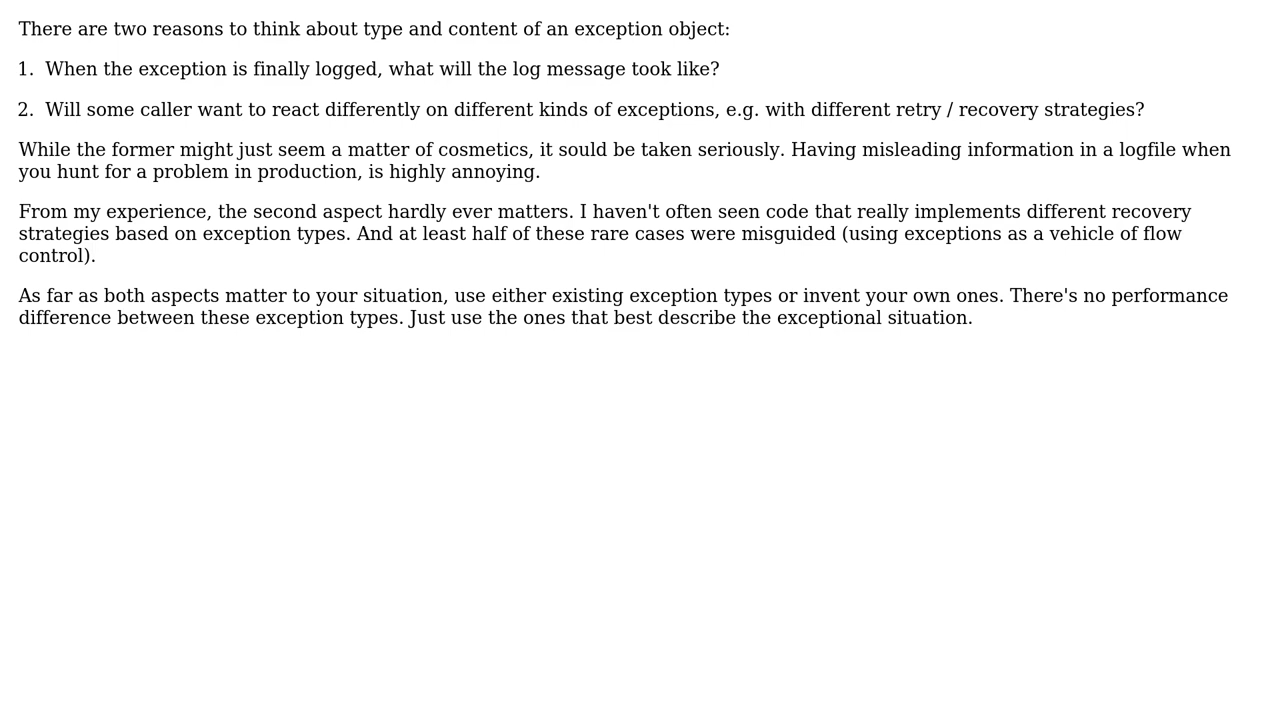 There are two reasons to think about type and content of an exception object:
1. When the exception is finally logged, what will the log message took like?
2. Will some caller want to react differently on different kinds of exceptions, e.g. with different retry / recovery strategies?
While the former might just seem a matter of cosmetics, it sould be taken seriously. Having misleading information in a logfile when
you hunt for a problem in production, is highly annoying.
From my experience, the second aspect hardly ever matters. I haven't often seen code that really implements different recovery
strategies based on exception types. And at least half of these rare cases were misguided (using exceptions as a vehicle of flow
control).
As far as both aspects matter to your situation, use either existing exception types or invent your own ones. There's no performance
difference between these exception types. Just use the ones that best describe the exceptional situation.